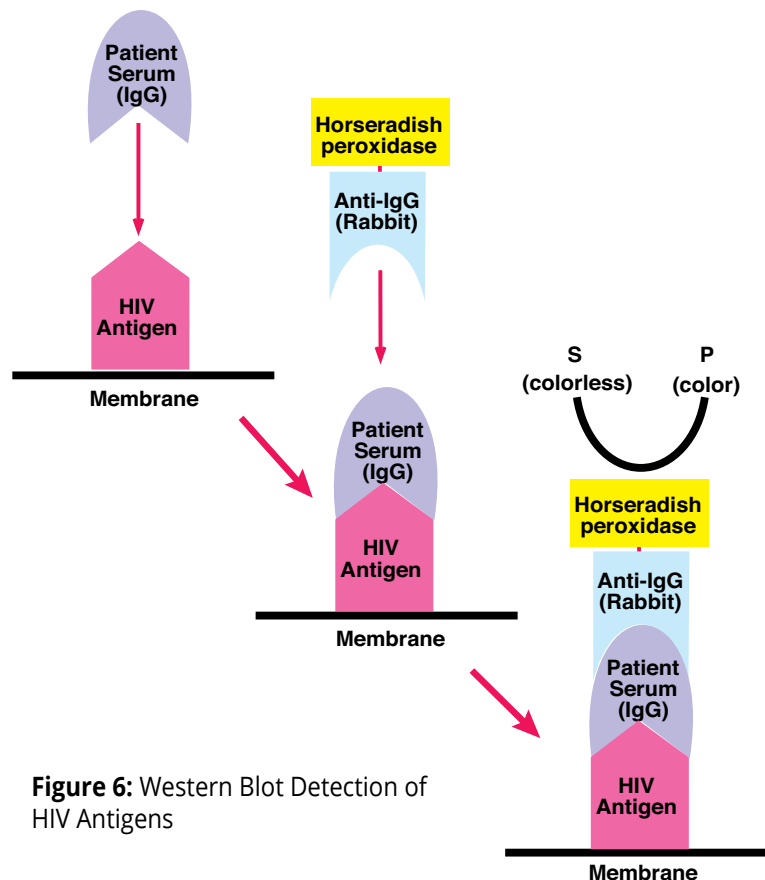 Patient
Serum
(IgG)
HIV
Antigen
Membrane
Horseradish
peroxidase
Anti-IgG
(Rabbit)
Patient
Serum
(IgG)
HIV
Antigen
Membrane
S
(colorless)
P
(color)
Horseradish
peroxidase
Anti-IgG
(Rabbit)
Patient
Serum
(IgG)
HIV
Antigen
Membrane
Figure 6: Western Blot Detection of
HIV Antigens